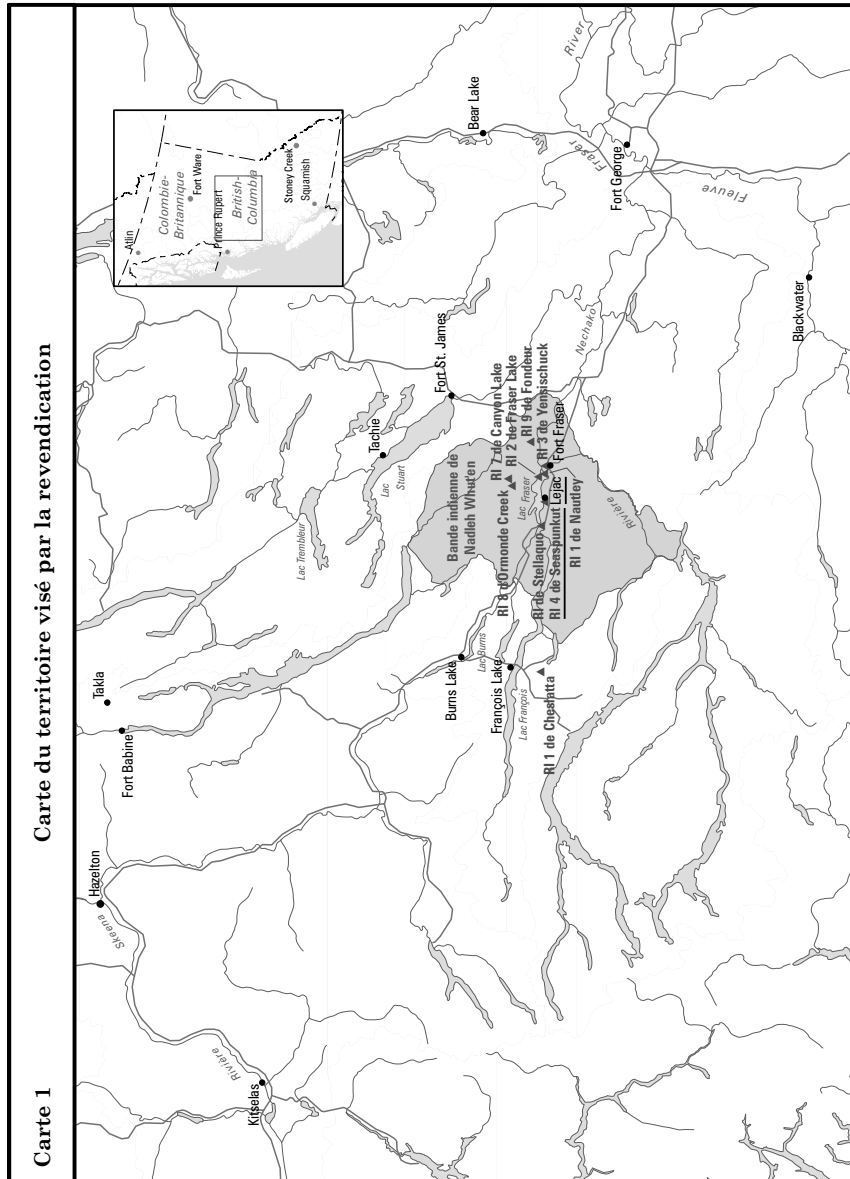 Carte 1
Carte du territoire visé par la revendication
Atlin
Colombie-
Britannique
Fort Ware
Prince Rupert
British-
Columbia
Stoney Creek
Squamish
Hazelton
Skeena
Rivière
Kitselas
Takla
Fort Babine
Lac Trembleur
Tachie
Lac
Stuart
Fort St. James
Bear Lake
River
Fraser
Fort George
Fleuve
Blackwater
Nechako
Rivière
Burns Lake
Lac Burns
François Lake
Lac François
RI 1 de Cheslatta
Bande indienne de
Nadleh Whut'en
RI 7 de Canyon Lake
RI 2 de Fraser Lake
RI 9 de Fondeur
RI 3 de Yensischuck
Lac Fraser
RI 8 d'Ormonde Creek
RI de Stellaquo
RI 4 de Seaspunkut
Lejac
Fort Fraser
RI 1 de Nautley